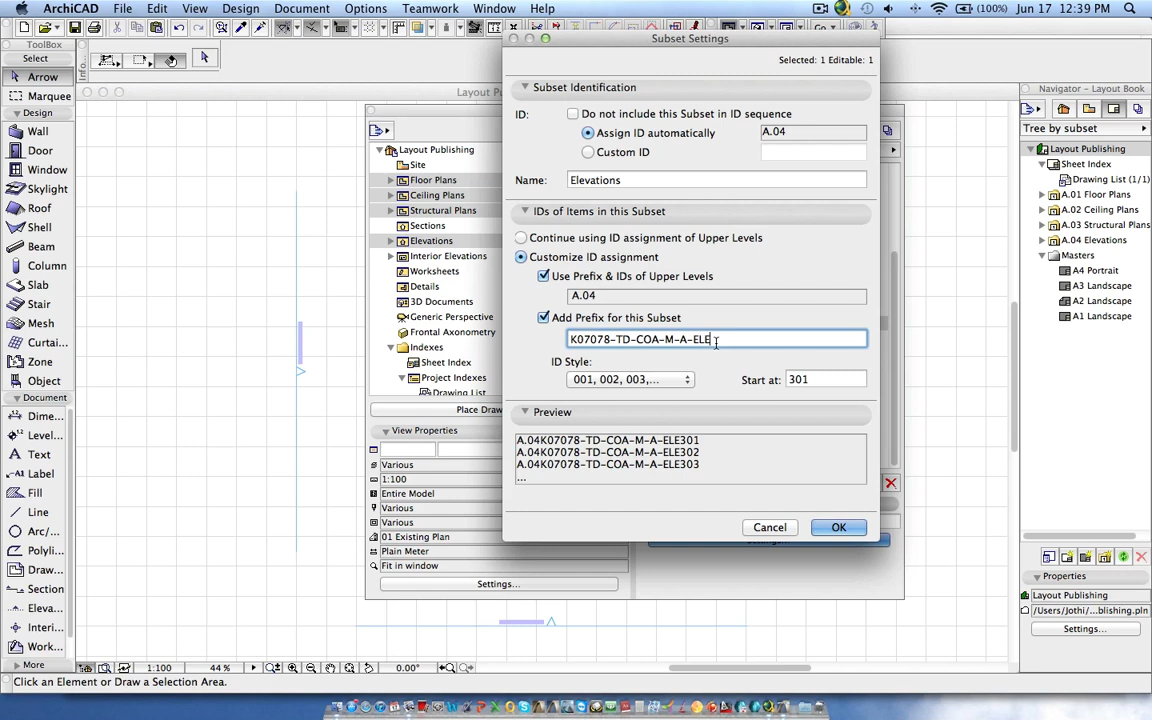 ArchiCAD File Edit View Design Document Options Teamwork Window Help (100%) Jun 17 12:39 PM
ToolBox
Select
Arrow
Marquee
Design
Wall
Door
Window
Skylight
Roof
Shell
Beam
Column
Slab
Stair
Mesh
Curtai...
Morph
Zone
Object
Document
Dime...
Level...
Text
Label
Fill
Line
Arc/...
Polyli...
Draw...
Section
Eleva...
Interi...
Work...
More
Info...
Layout Pu
Layout Publishing
Site
Floor Plans
Ceiling Plans
Structural Plans
Sections
Elevations
Interior Elevations
Worksheets
Details
3D Documents
Generic Perspective
Frontal Axonometry
Indexes
Sheet Index
Project Indexes
Drawing List
Place Draw
View Properties
Various
1:100
Entire Model
Various
Various
01 Existing Plan
Plain Meter
Fit in window
Settings...
Subset Settings
Selected: 1 Editable: 1
Subset Identification
ID: Do not include this Subset in ID sequence
Assign ID automatically A.04
Custom ID
Name: Elevations
IDs of Items in this Subset
Continue using ID assignment of Upper Levels
Customize ID assignment
Use Prefix & IDs of Upper Levels
A.04
Add Prefix for this Subset
K07078-TD-COA-M-A-ELE
ID Style:
001, 002, 003,... Start at: 301
Preview
A.04K07078-TD-COA-M-A-ELE301
A.04K07078-TD-COA-M-A-ELE302
A.04K07078-TD-COA-M-A-ELE303
...
Cancel OK
Go
Navigator - Layout Book
Tree by subset
Layout Publishing
Sheet Index
Drawing List (1/1)
A.01 Floor Plans
A.02 Ceiling Plans
A.03 Structural Plans
A.04 Elevations
Masters
A4 Portrait
A3 Landscape
A2 Landscape
A1 Landscape
Properties
Layout Publishing
/Users/Jothi/...blishing.pln
Settings...
1:100 44 % 0.00°
Click an Element or Draw a Selection Area.